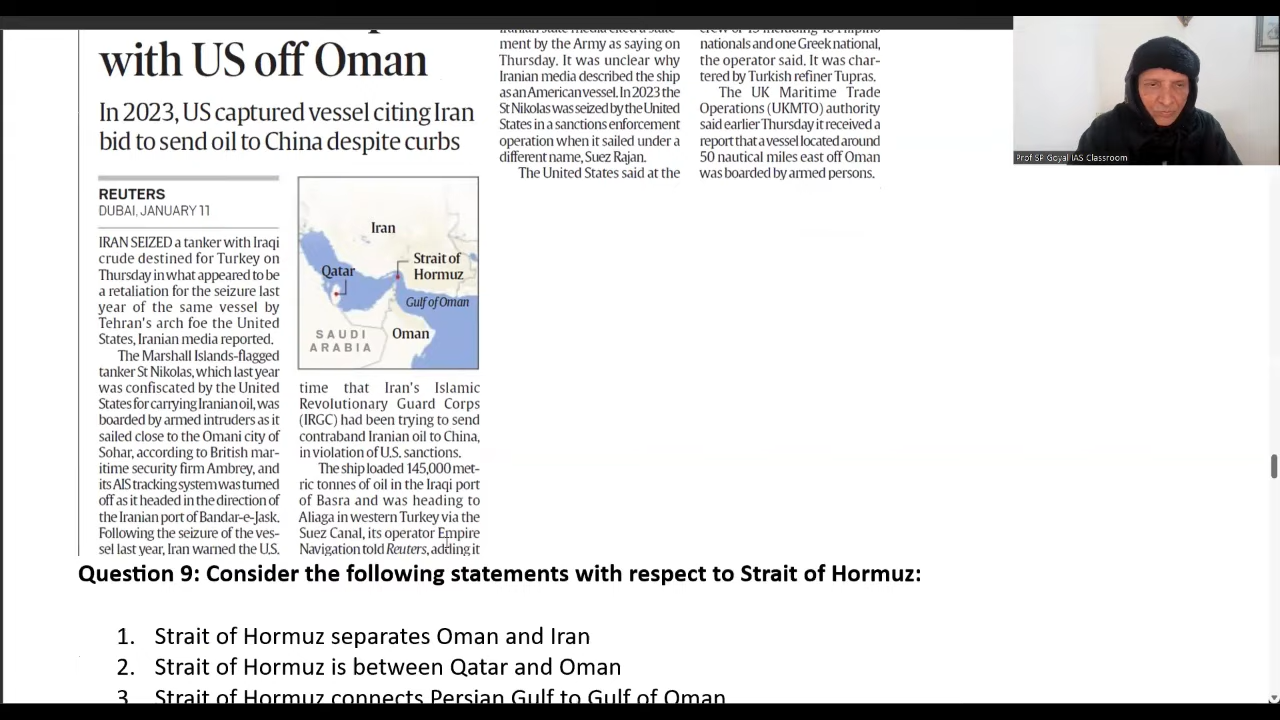 with US off Oman
In 2023, US captured vessel citing Iran
bid to send oil to China despite curbs
REUTERS
DUBAI, JANUARY 11
IRAN SEIZED a tanker with Iraqi
crude destined for Turkey on
Thursday in what appeared to be
a retaliation for the seizure last
year of the same vessel by
Tehran's arch foe the United
States, Iranian media reported.
The Marshall Islands-flagged
tanker St Nikolas, which last year
was confiscated by the United
States for carrying Iranian oil, was
boarded by armed intruders as it
sailed close to the Omani city of
Sohar, according to British mar-
itime security firm Ambrey, and
its AIS tracking system was turned
off as it headed in the direction of
the Iranian port of Bandar-e-Jask.
Following the seizure of the ves-
sel last year, Iran warned the U.S.
Iran
Strait of
Hormuz
Qatar
Gulf of Oman
SAUDI
ARABIA
Oman
time that Iran's Islamic
Revolutionary Guard Corps
(IRGC) had been trying to send
contraband Iranian oil to China,
in violation of U.S. sanctions.
The ship loaded 145,000 met-
ric tonnes of oil in the Iraqi port
of Basra and was heading to
Aliaga in western Turkey via the
Suez Canal, its operator Empire
Navigation told Reuters, adding it
Iranian state media cited a state-
ment by the Army as saying on
Thursday. It was unclear why
Iranian media described the ship
as an American vessel. In 2023 the
St Nikolas was seized by the United
States in a sanctions enforcement
operation when it sailed under a
different name, Suez Rajan.
The United States said at the
nationals and one Greek national,
the operator said. It was char-
tered by Turkish refiner Tupras.
The UK Maritime Trade
Operations (UKMTO) authority
said earlier Thursday it received a
report that a vessel located around
50 nautical miles east off Oman
was boarded by armed persons.
Prof SP Goyal IAS Classroom
Question 9: Consider the following statements with respect to Strait of Hormuz:
1. Strait of Hormuz separates Oman and Iran
2. Strait of Hormuz is between Qatar and Oman
3. Strait of Hormuz connects Persian Gulf to Gulf of Oman